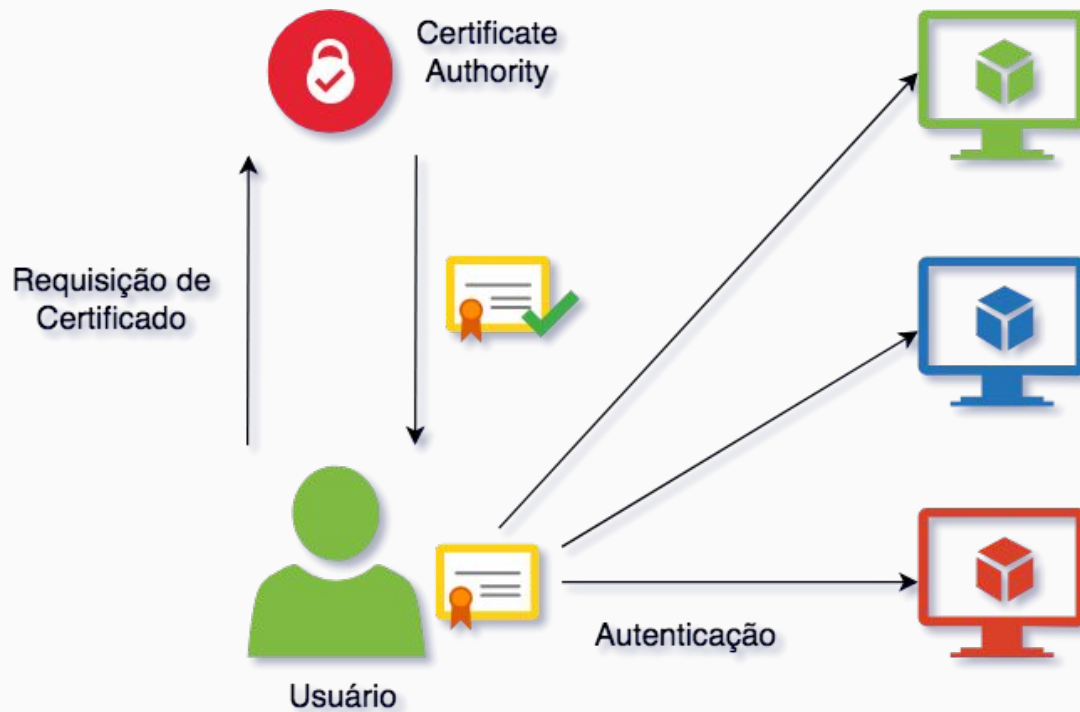 Certificate
Authority
Requisição de
Certificado
Autenticação
Usuário